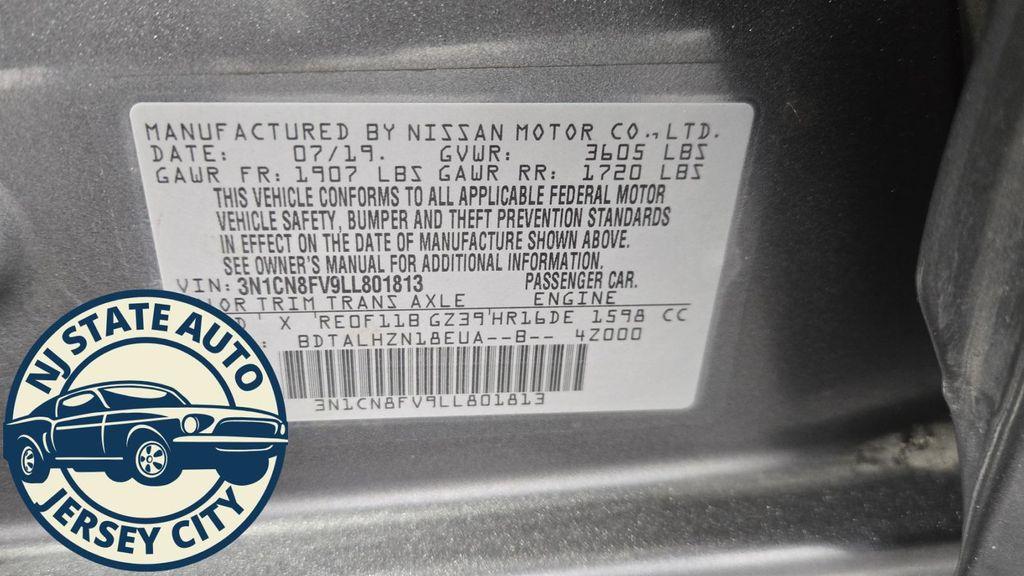 MANUFACTURED BY NISSAN MOTOR CO., LTD.
DATE: 07/19. GVWR: 3605 LBS
GAWR FR: 1907 LBS GAWR RR: 1720 LBS
THIS VEHICLE CONFORMS TO ALL APPLICABLE FEDERAL MOTOR
VEHICLE SAFETY, BUMPER AND THEFT PREVENTION STANDARDS
IN EFFECT ON THE DATE OF MANUFACTURE SHOWN ABOVE.
SEE OWNER'S MANUAL FOR ADDITIONAL INFORMATION.
VIN: 3N1CN8FV9LL801813 PASSENGER CAR.
TRIM TRANS AXLE ENGINE
X RE0F11B GZ39 HR16DE 1598 CC
BDTALHZN18EUA--B-- 4Z000
3N1CN8FV9LL801813
NJ STATE AUTO
JERSEY CITY